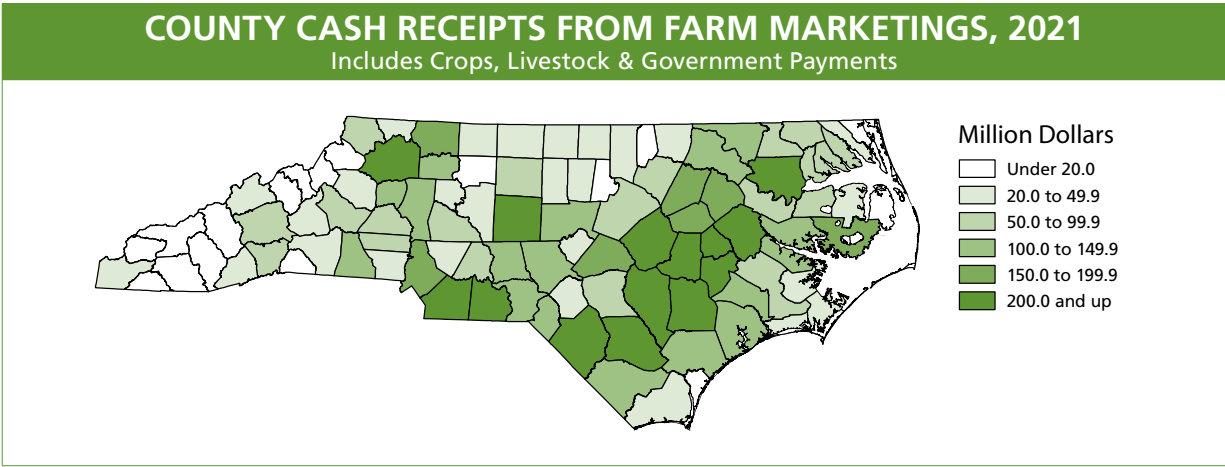 COUNTY CASH RECEIPTS FROM FARM MARKETINGS, 2021
Includes Crops, Livestock & Government Payments
Million Dollars
Under 20.0
20.0 to 49.9
50.0 to 99.9
100.0 to 149.9
150.0 to 199.9
200.0 and up